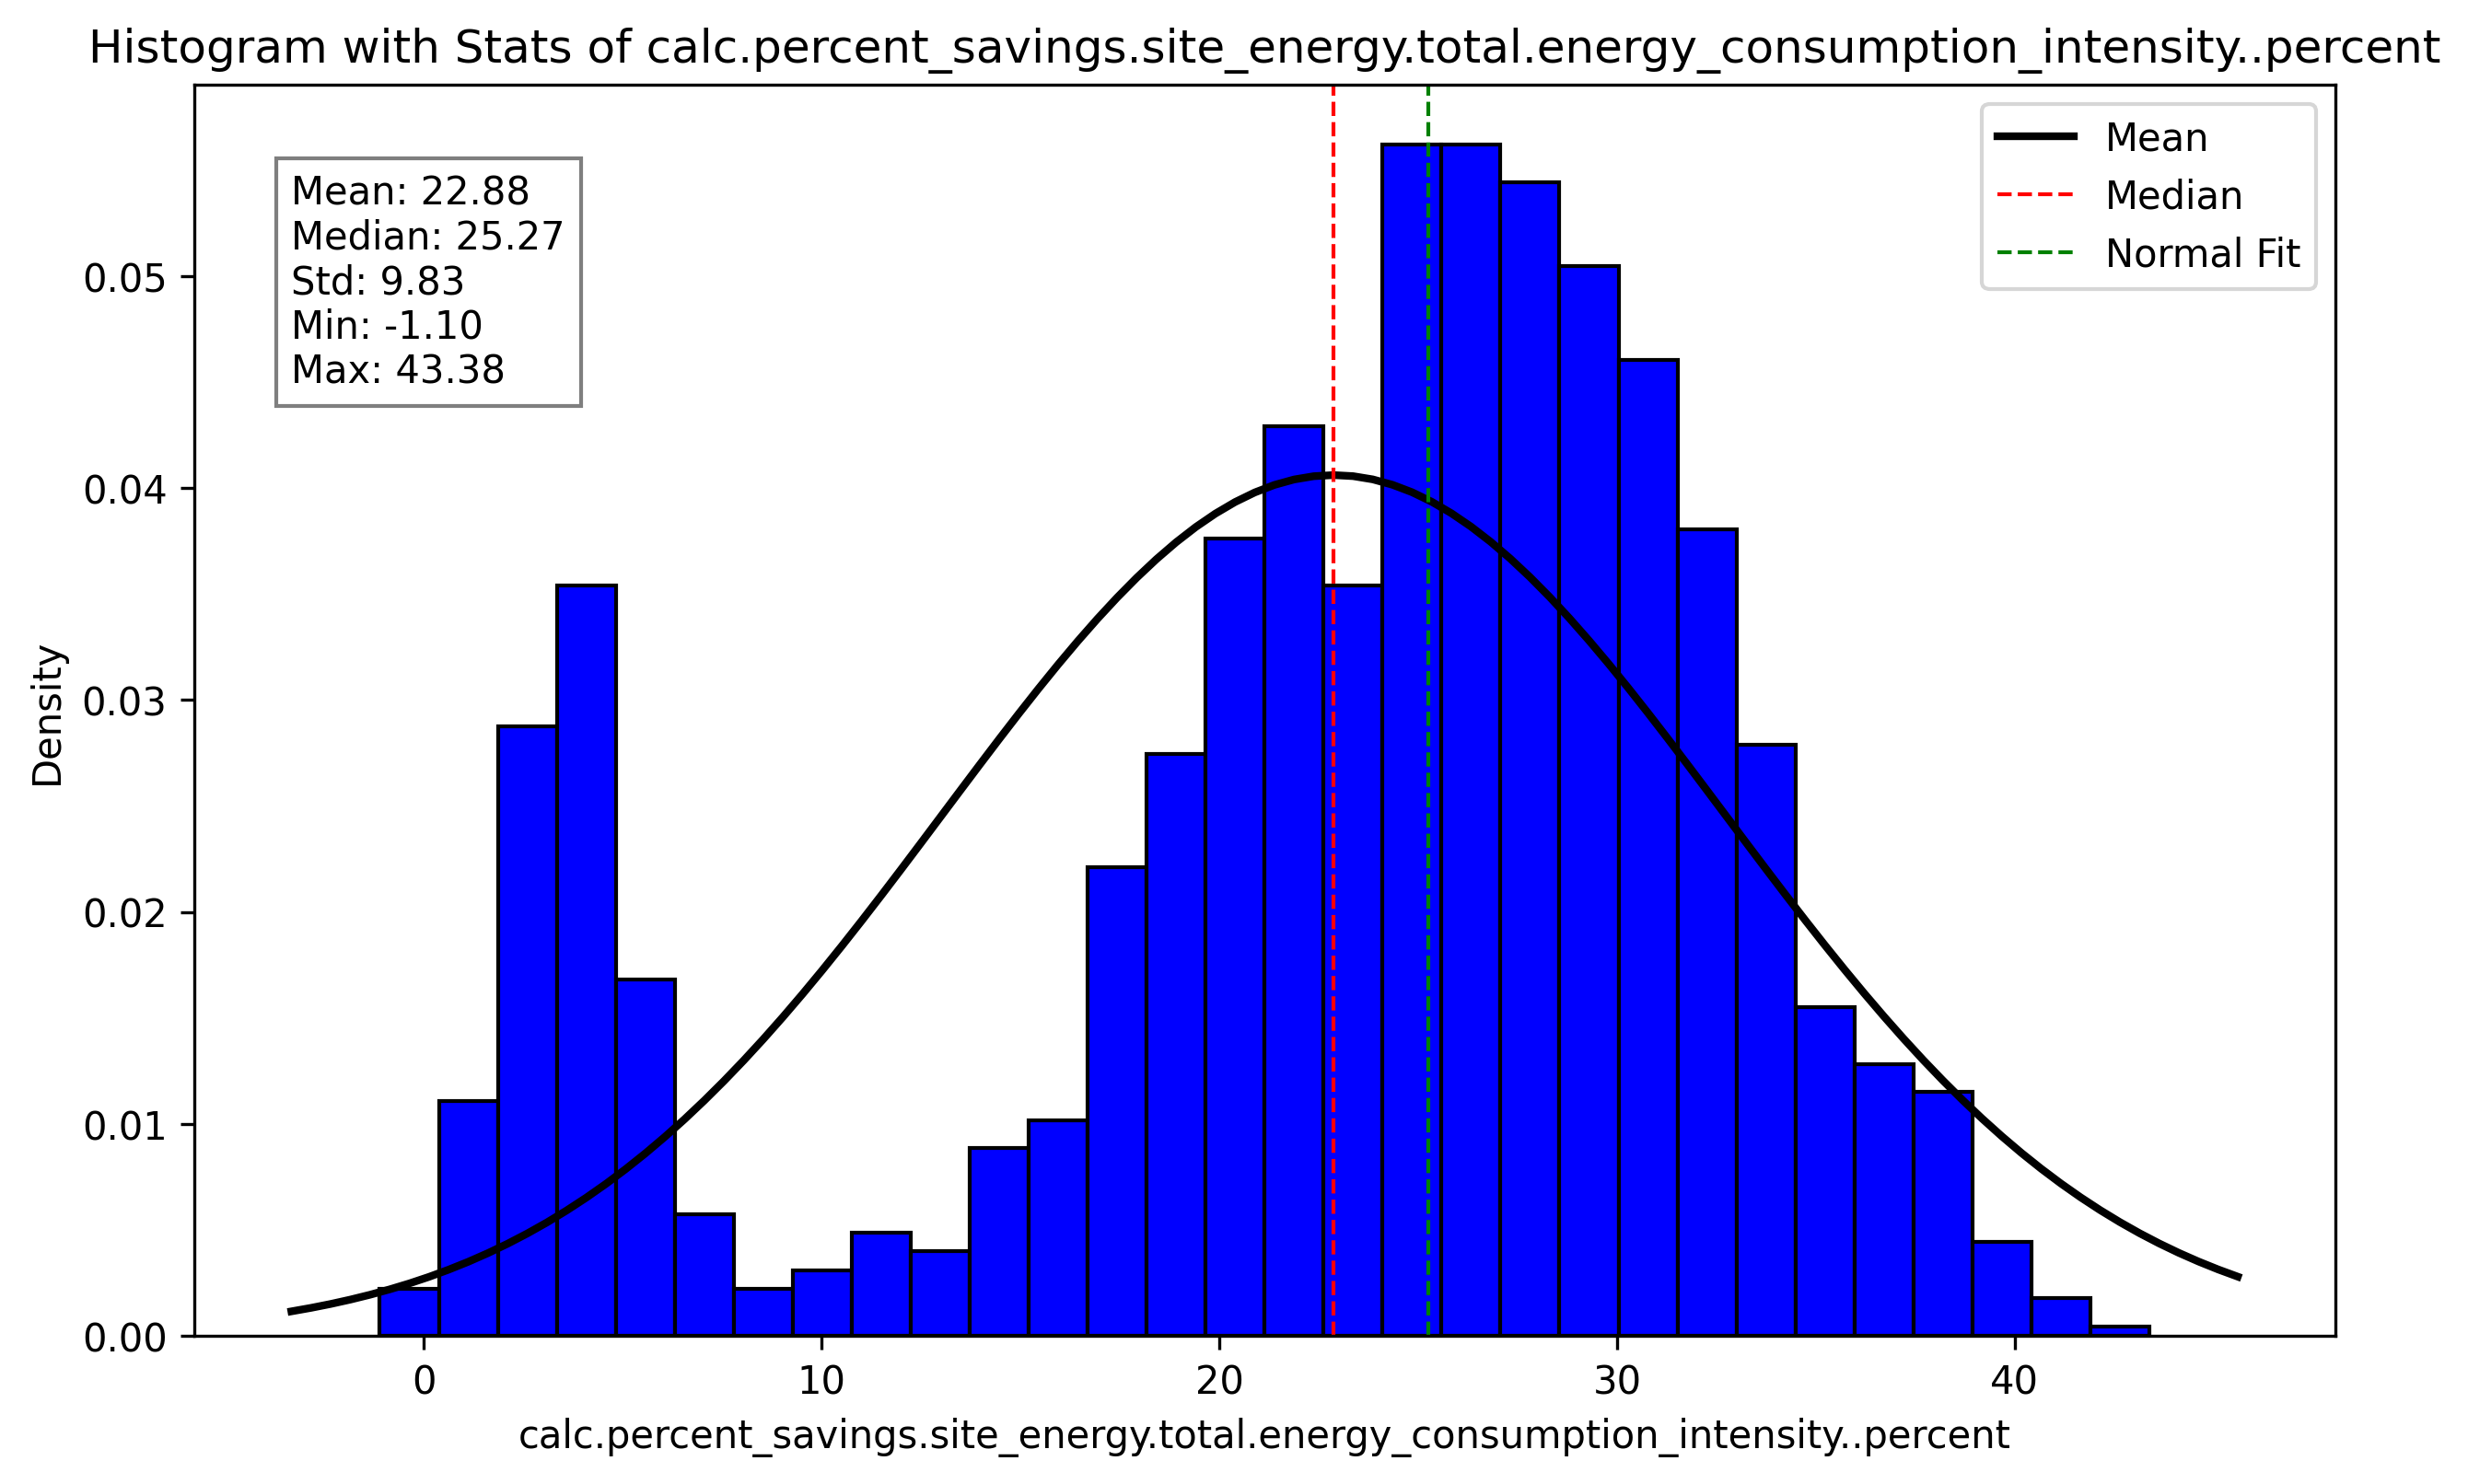 Histogram with Stats of calc.percent_savings.site_energy.total.energy_consumption_intensity..percent
Mean: 22.88
Median: 25.27
Std: 9.83
Min: -1.10
Max: 43.38
Mean
Median
Normal Fit
Density
0.05
0.04
0.03
0.02
0.01
0.00
0
10
20
30
40
calc.percent_savings.site_energy.total.energy_consumption_intensity..percent